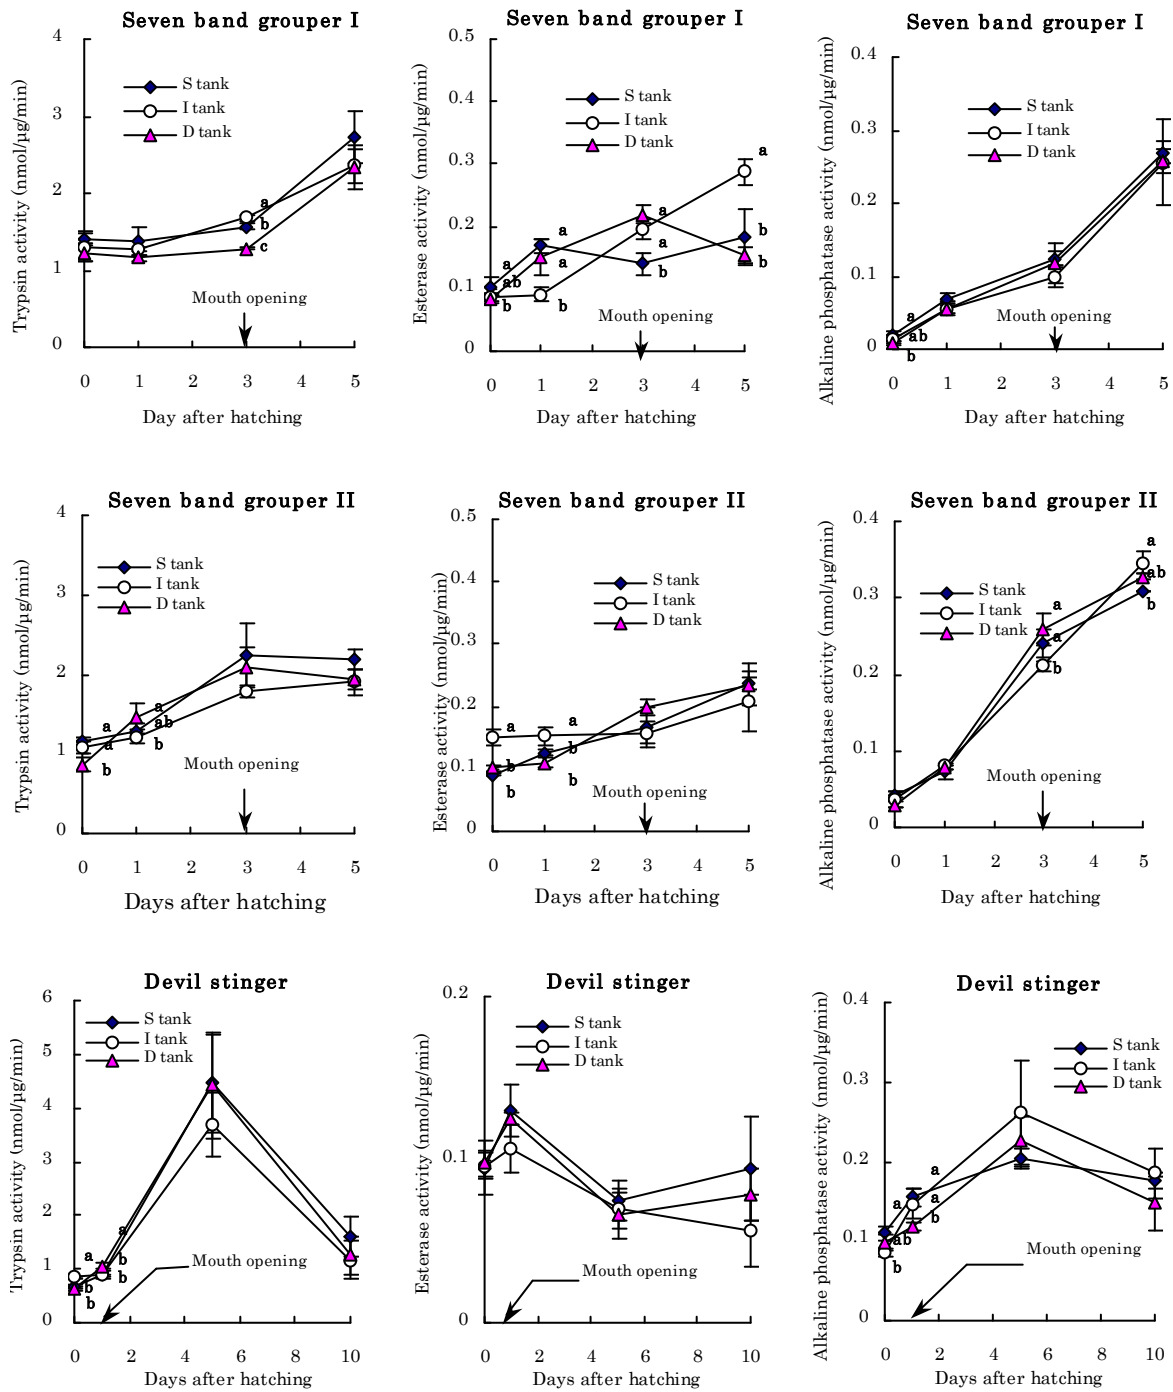 Seven band grouper I
Trypsin activity (nmol/µg/min)
4
3
2
1
0
S tank
I tank
D tank
a
b
c
Mouth opening
0 1 2 3 4 5
Day after hatching
Seven band grouper I
Esterase activity (nmol/µg/min)
0.5
0.4
0.3
0.2
0.1
0
S tank
I tank
D tank
a
ab
b
a
a
b
a
a
b
a
b
b
Mouth opening
0 1 2 3 4 5
Day after hatching
Seven band grouper I
Alkaline phosphatase activity (nmol/µg/min)
0.4
0.3
0.2
0.1
0
S tank
I tank
D tank
a
ab
b
Mouth opening
0 1 2 3 4 5
Day after hatching
Seven band grouper II
Trypsin activity (nmol/µg/min)
4
3
2
1
0
S tank
I tank
D tank
a
a
b
a
ab
b
Mouth opening
0 1 2 3 4 5
Days after hatching
Seven band grouper II
Esterase activity (nmol/µg/min)
0.5
0.4
0.3
0.2
0.1
0
S tank
I tank
D tank
a
b
b
a
b
b
Mouth opening
0 1 2 3 4 5
Days after hatching
Seven band grouper II
Alkaline phosphatase activity (nmol/µg/min)
0.4
0.3
0.2
0.1
0
S tank
I tank
D tank
a
a
b
a
ab
b
Mouth opening
0 1 2 3 4 5
Day after hatching
Devil stinger
Trypsin activity (nmol/µg/min)
6
5
4
3
2
1
0
S tank
I tank
D tank
a
b
b
a
b
b
Mouth opening
0 2 4 6 8 10
Days after hatching
Devil stinger
Esterase activity (nmol/µg/min)
0.2
0.1
0
S tank
I tank
D tank
Mouth opening
0 2 4 6 8 10
Days after hatching
Devil stinger
Alkaline phosphatase activity (nmol/µg/min)
0.4
0.3
0.2
0.1
0
S tank
I tank
D tank
a
ab
b
a
a
b
Mouth opening
0 2 4 6 8 10
Days after hatching